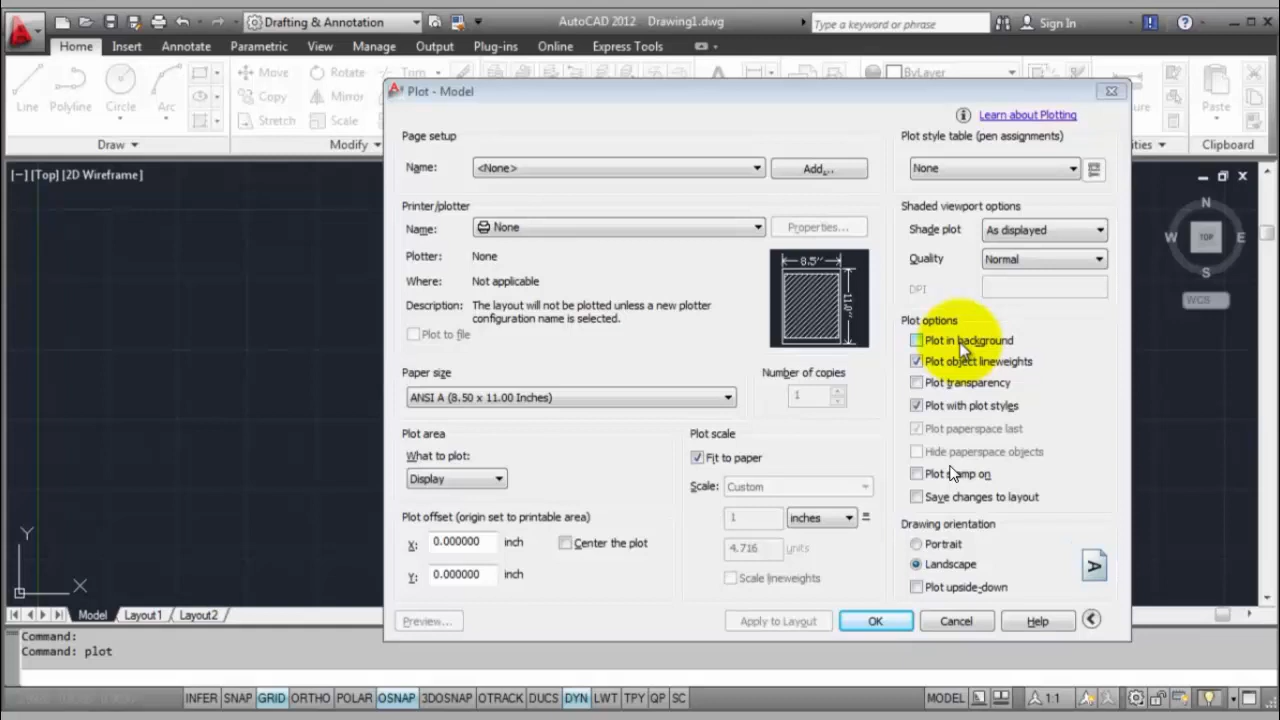 Drafting & Annotation
AutoCAD 2012 Drawing1.dwg
Type a keyword or phrase
Sign In
Home Insert Annotate Parametric View Manage Output Plug-ins Online Express Tools
Line Polyline Circle Arc
Move Rotate Trim
Copy Mirror
Stretch Scale
ByLayer
Paste
Draw Modify
Clipboard
[−] [Top] [2D Wireframe]
N
W TOP E
S
WCS
Plot - Model
Learn about Plotting
Page setup
Name: <None> Add...
Printer/plotter
Name: None Properties...
Plotter: None
Where: Not applicable
Description: The layout will not be plotted unless a new plotter
configuration name is selected.
Plot to file
8.5''
11.0''
Paper size
ANSI A (8.50 x 11.00 Inches)
Number of copies
1
Plot area
What to plot:
Display
Plot offset (origin set to printable area)
X: 0.000000 inch
Center the plot
Y: 0.000000 inch
Plot scale
Fit to paper
Scale: Custom
1 inches =
4.716 units
Scale lineweights
Plot style table (pen assignments)
None
Shaded viewport options
Shade plot As displayed
Quality Normal
DPI
Plot options
Plot in background
Plot object lineweights
Plot transparency
Plot with plot styles
Plot paperspace last
Hide paperspace objects
Plot stamp on
Save changes to layout
Drawing orientation
Portrait
Landscape
A
Plot upside-down
Preview... Apply to Layout OK Cancel Help
Y
X
Model Layout1 Layout2
Command:
Command: plot
INFER SNAP GRID ORTHO POLAR OSNAP 3DOSNAP OTRACK DUCS DYN LWT TPY QP SC
MODEL 1:1